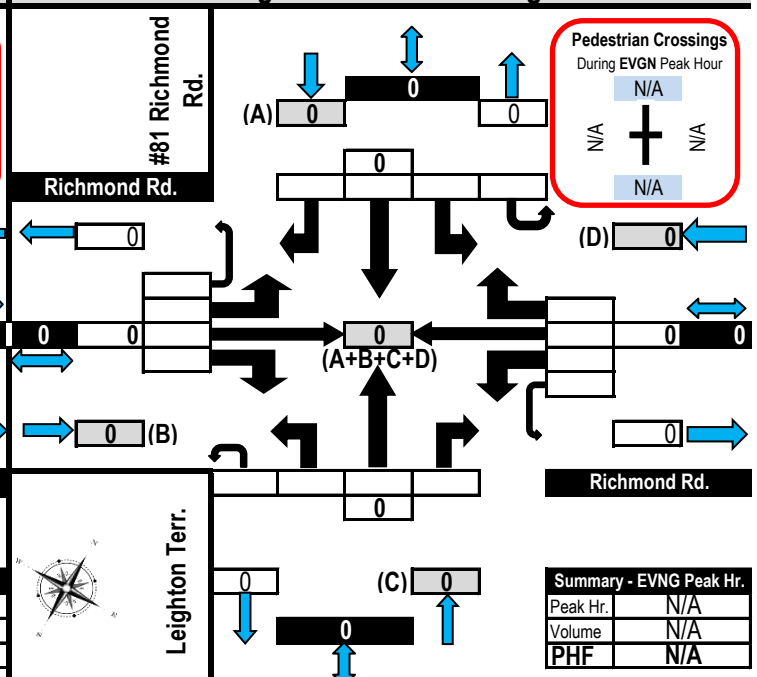 #81 Richmond
Rd.
Richmond Rd.
(A)
0
0
0
0
Pedestrian Crossings
During EVGN Peak Hour
N/A
N/A
N/A
N/A
0
(D)
0
0
0
0
(A+B+C+D)
0
0
0
(B)
0
Richmond Rd.
0
Leighton Terr.
N
W
E
S
0
(C)
0
0
Summary - EVNG Peak Hr.
Peak Hr. N/A
Volume N/A
PHF N/A